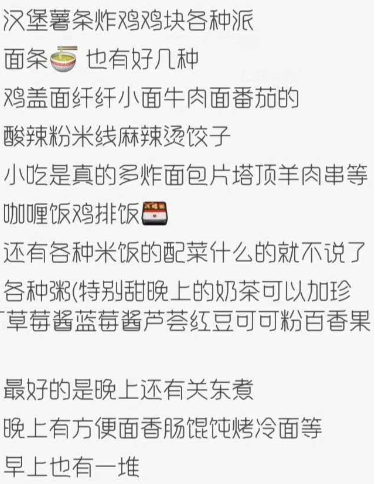 汉堡薯条炸鸡鸡块各种派
面条🍜 也有好几种
鸡盖面纤纤小面牛肉面番茄的
酸辣粉米线麻辣烫饺子
小吃是真的多炸面包片塔顶羊肉串等
咖喱饭鸡排饭🍱
还有各种米饭的配菜什么的就不说了
各种粥(特别甜晚上的奶茶可以加珍
草莓酱蓝莓酱芦荟红豆可可粉百香果
最好的是晚上还有关东煮
晚上有方便面香肠馄饨烤冷面等
早上也有一堆